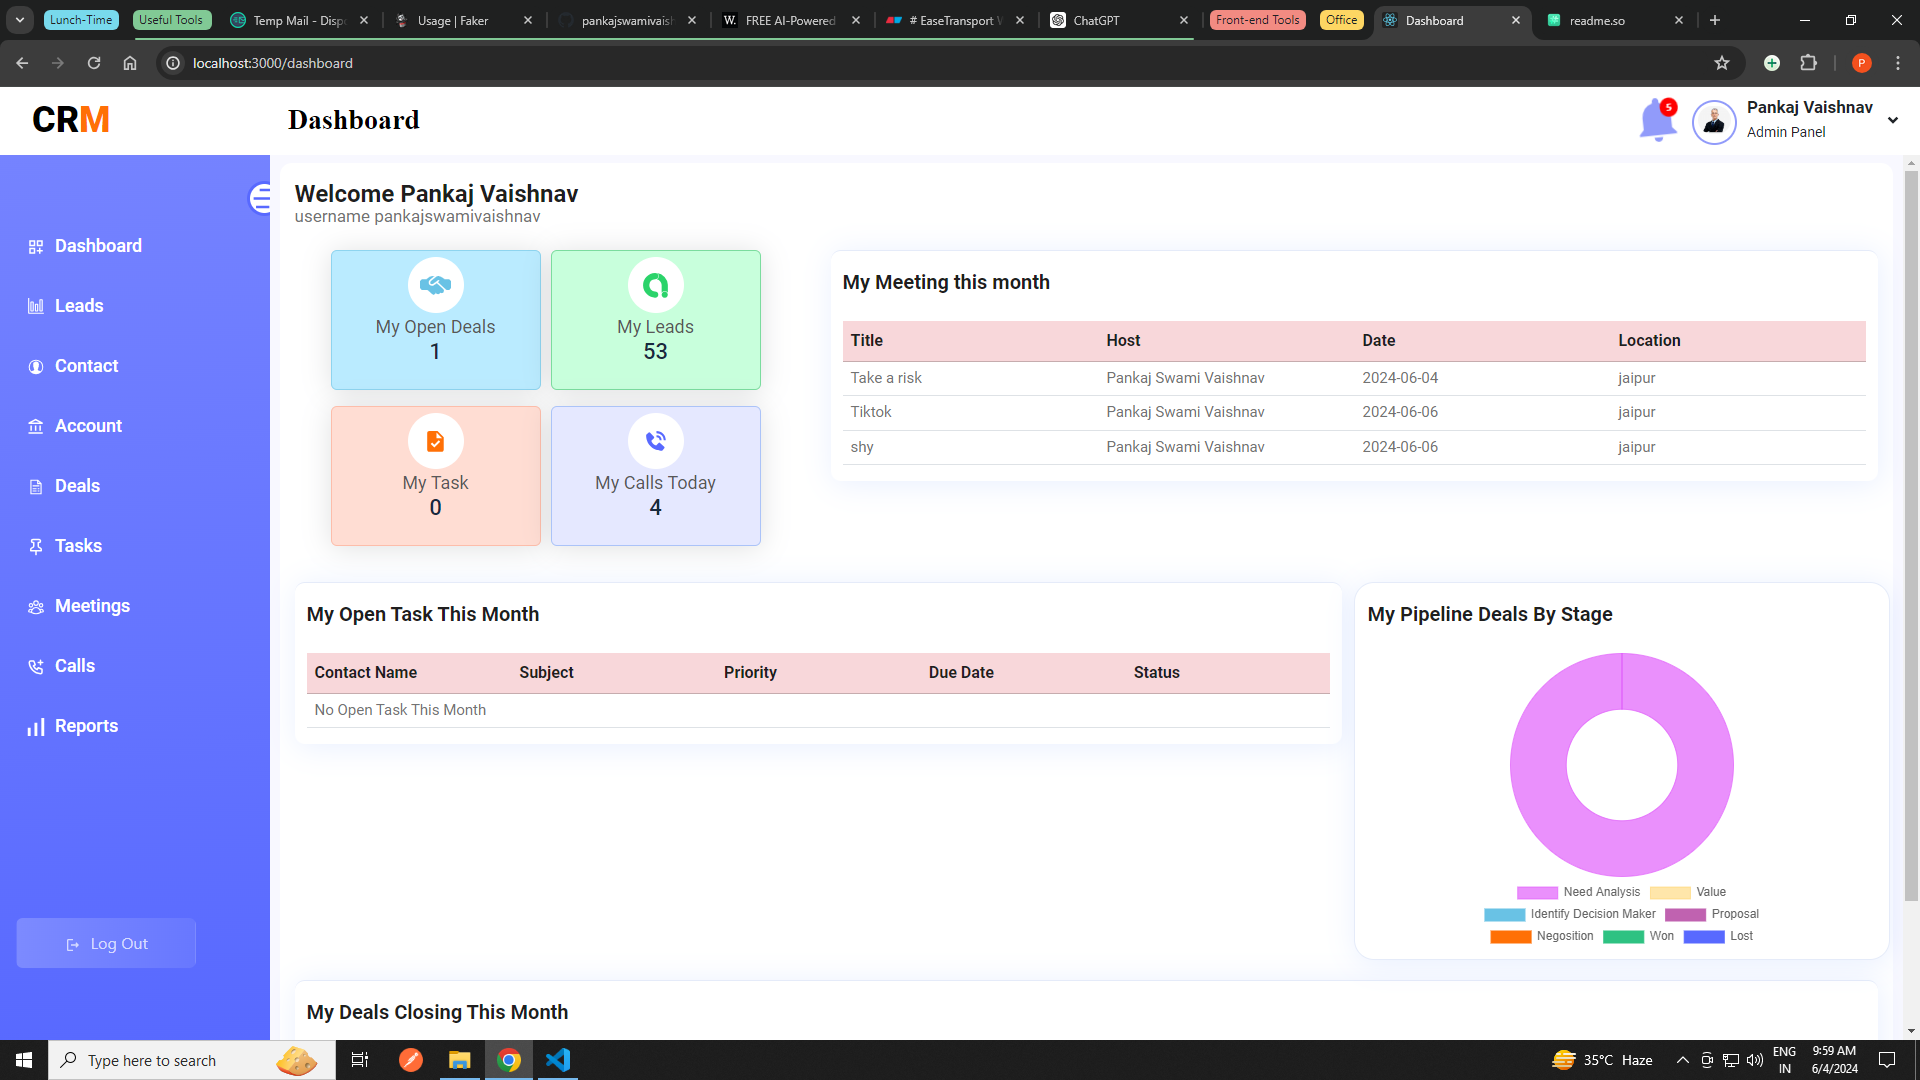 Lunch-Time
Useful Tools
Temp Mail - Dispo
Usage | Faker
pankajswamivaish
FREE AI-Powered
# EaseTransport W
ChatGPT
Front-end Tools
Office
Dashboard
readme.so
localhost:3000/dashboard
P
CRM
Dashboard
5
Pankaj Vaishnav
Admin Panel
Welcome Pankaj Vaishnav
username pankajswamivaishnav
Dashboard
Leads
Contact
Account
Deals
Tasks
Meetings
Calls
Reports
Log Out
My Open Deals
1
My Leads
53
My Task
0
My Calls Today
4
My Meeting this month
Title Host Date Location
Take a risk Pankaj Swami Vaishnav 2024-06-04 jaipur
Tiktok Pankaj Swami Vaishnav 2024-06-06 jaipur
shy Pankaj Swami Vaishnav 2024-06-06 jaipur
My Open Task This Month
Contact Name Subject Priority Due Date Status
No Open Task This Month
My Pipeline Deals By Stage
Need Analysis Value
Identify Decision Maker Proposal
Negosition Won Lost
My Deals Closing This Month
Type here to search
35°C Haze
ENG
IN
9:59 AM
6/4/2024